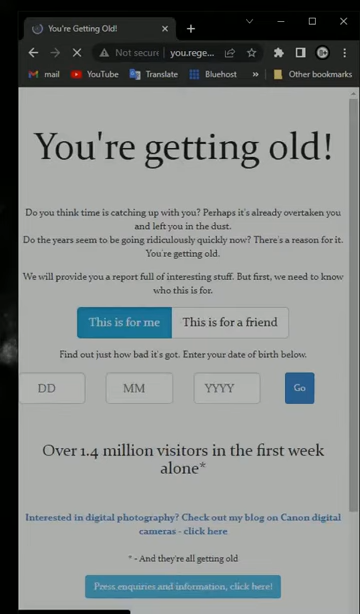 You're Getting Old!
Not secure
you.rege...
mail
YouTube
Translate
Bluehost
»
Other bookmarks
You're getting old!
Do you think time is catching up with you? Perhaps it's already overtaken you
and left you in the dust.
Do the years seem to be going ridiculously quickly now? There's a reason for it.
You're getting old.
We will provide you a report full of interesting stuff. But first, we need to know
who this is for.
This is for me
This is for a friend
Find out just how bad it's got. Enter your date of birth below.
DD
MM
YYYY
Go
Over 1.4 million visitors in the first week
alone*
Interested in digital photography? Check out my blog on Canon digital
cameras - click here
* - And they're all getting old
Press enquiries and information, click here!